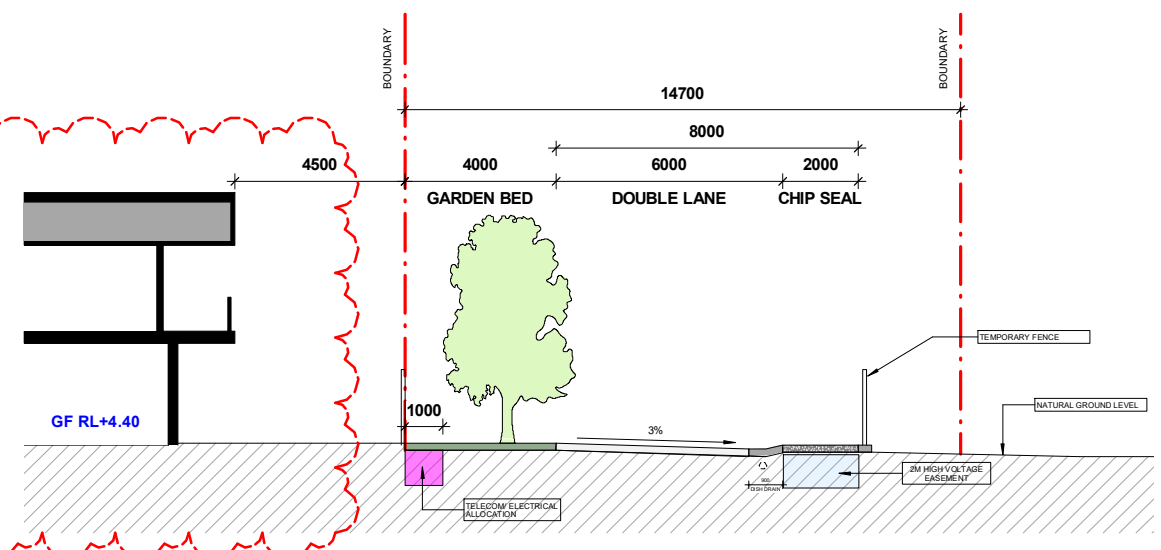 BOUNDARY
BOUNDARY
14700
8000
4500
4000
6000
2000
GARDEN BED
DOUBLE LANE
CHIP SEAL
TEMPORARY FENCE
1000
NATURAL GROUND LEVEL
GF RL+4.40
3%
2M HIGH VOLTAGE
EASEMENT
900
DISH DRAIN
TELECOM/ ELECTRICAL
ALLOCATION